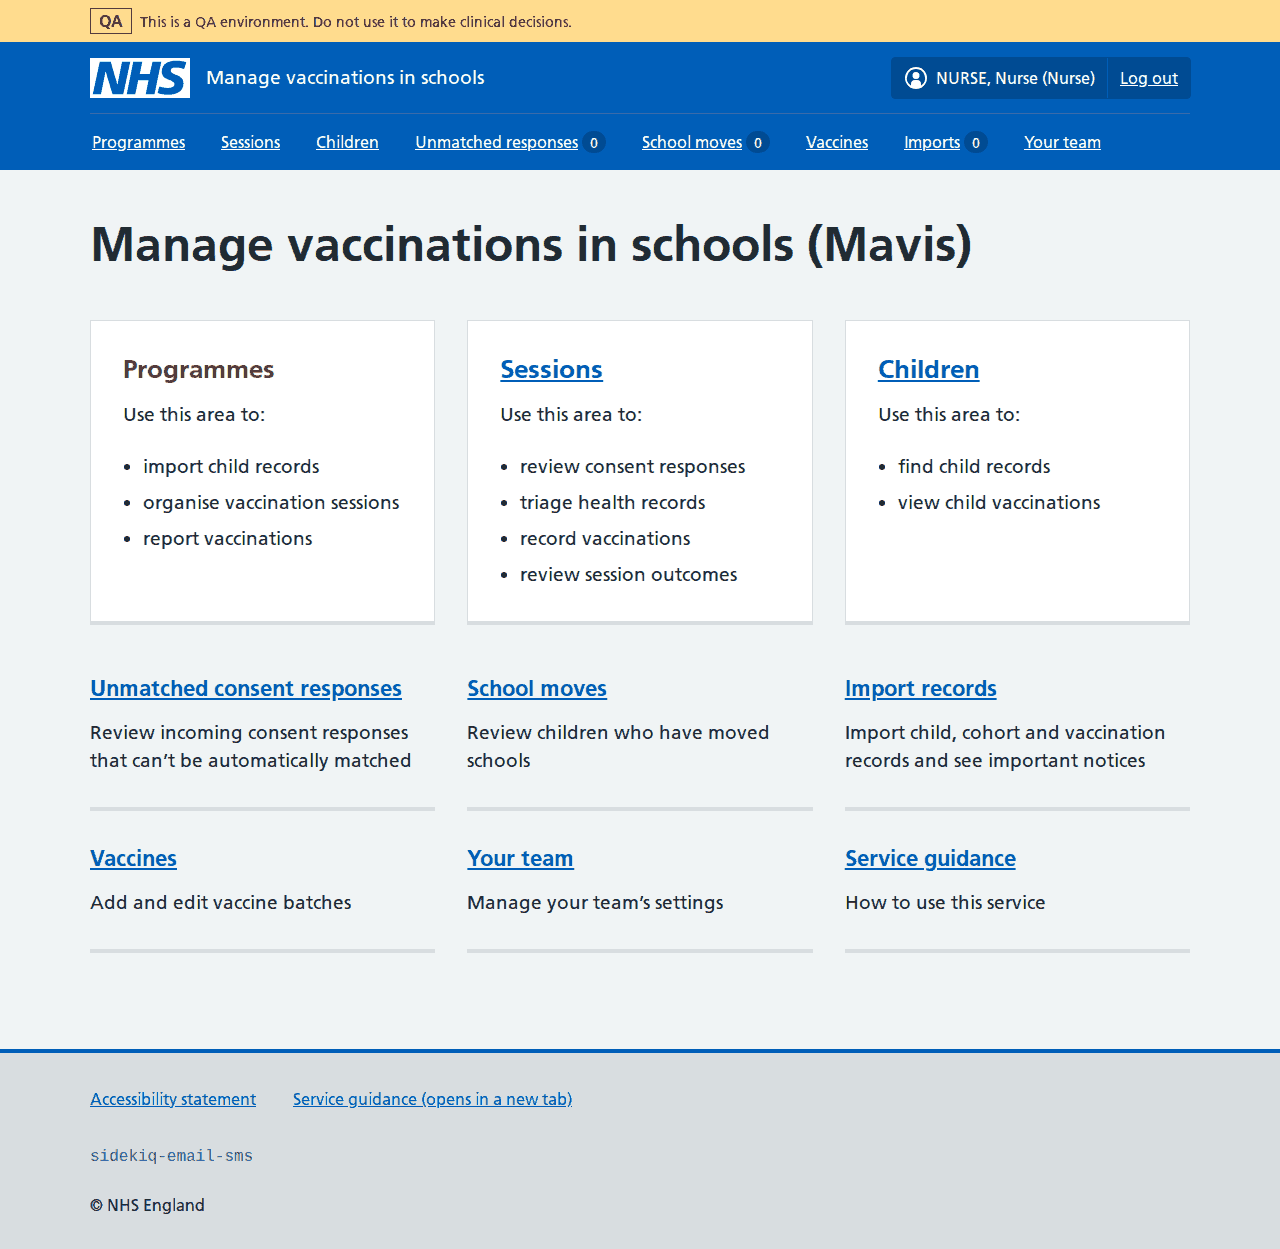 QA This is a QA environment. Do not use it to make clinical decisions.
NHS Manage vaccinations in schools NURSE, Nurse (Nurse) Log out
Programmes Sessions Children Unmatched responses 0 School moves 0 Vaccines Imports 0 Your team
Manage vaccinations in schools (Mavis)
Programmes
Use this area to:
• import child records
• organise vaccination sessions
• report vaccinations
Sessions
Use this area to:
• review consent responses
• triage health records
• record vaccinations
• review session outcomes
Children
Use this area to:
• find child records
• view child vaccinations
Unmatched consent responses
Review incoming consent responses
that can’t be automatically matched
School moves
Review children who have moved
schools
Import records
Import child, cohort and vaccination
records and see important notices
Vaccines
Add and edit vaccine batches
Your team
Manage your team’s settings
Service guidance
How to use this service
Accessibility statement Service guidance (opens in a new tab)
sidekiq-email-sms
© NHS England